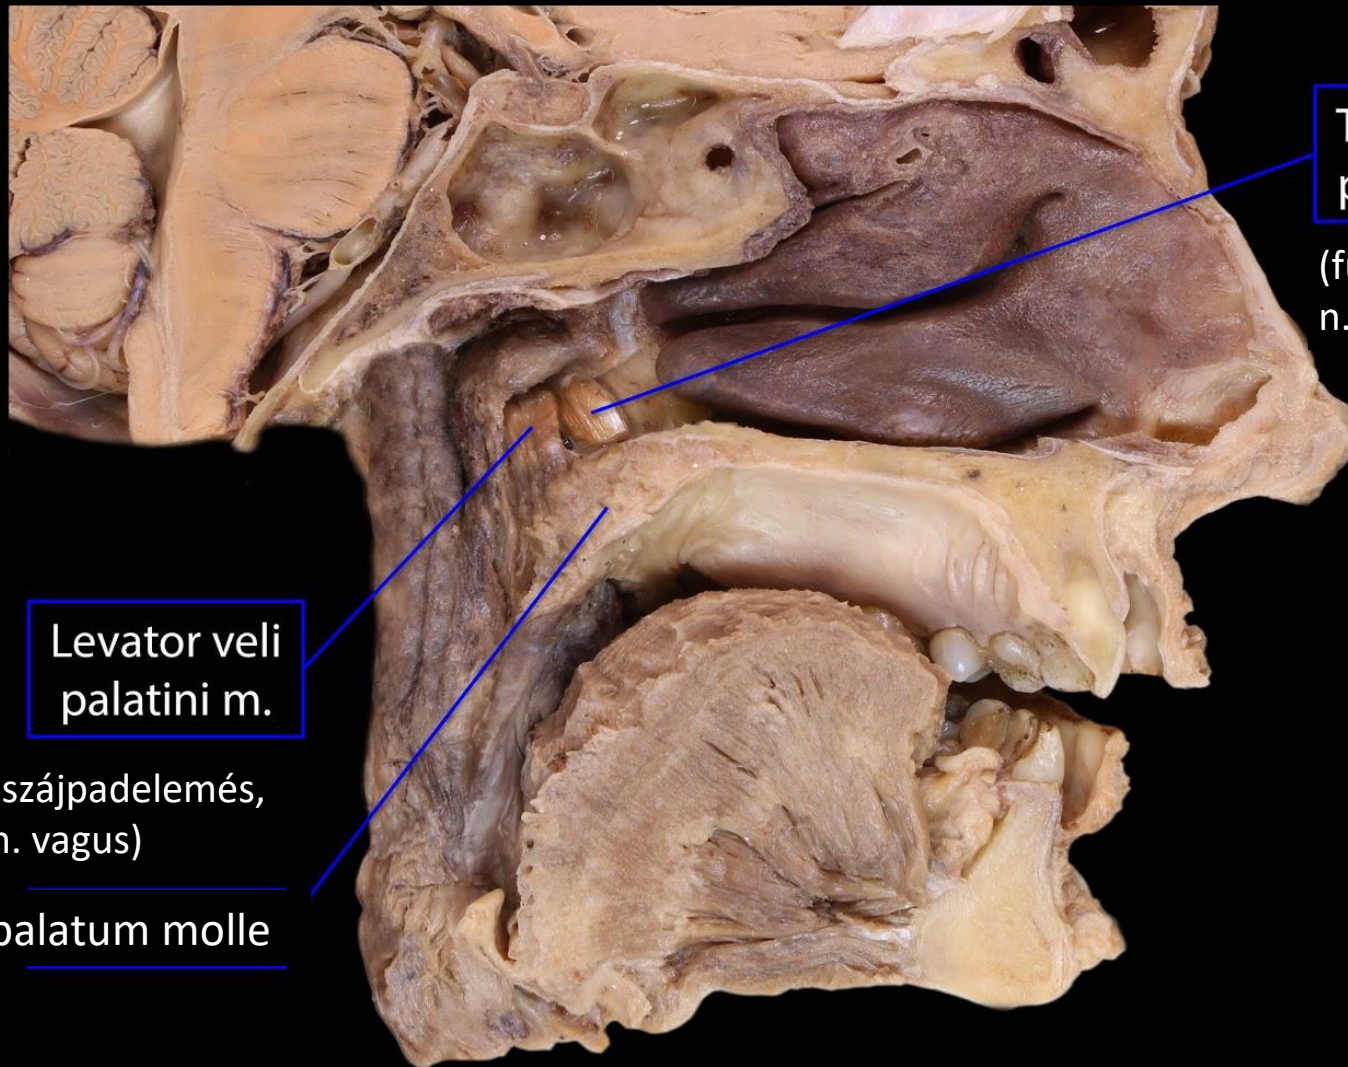 Levator veli
palatini m.
szájpadelemés,
n. vagus)
palatum molle
n.